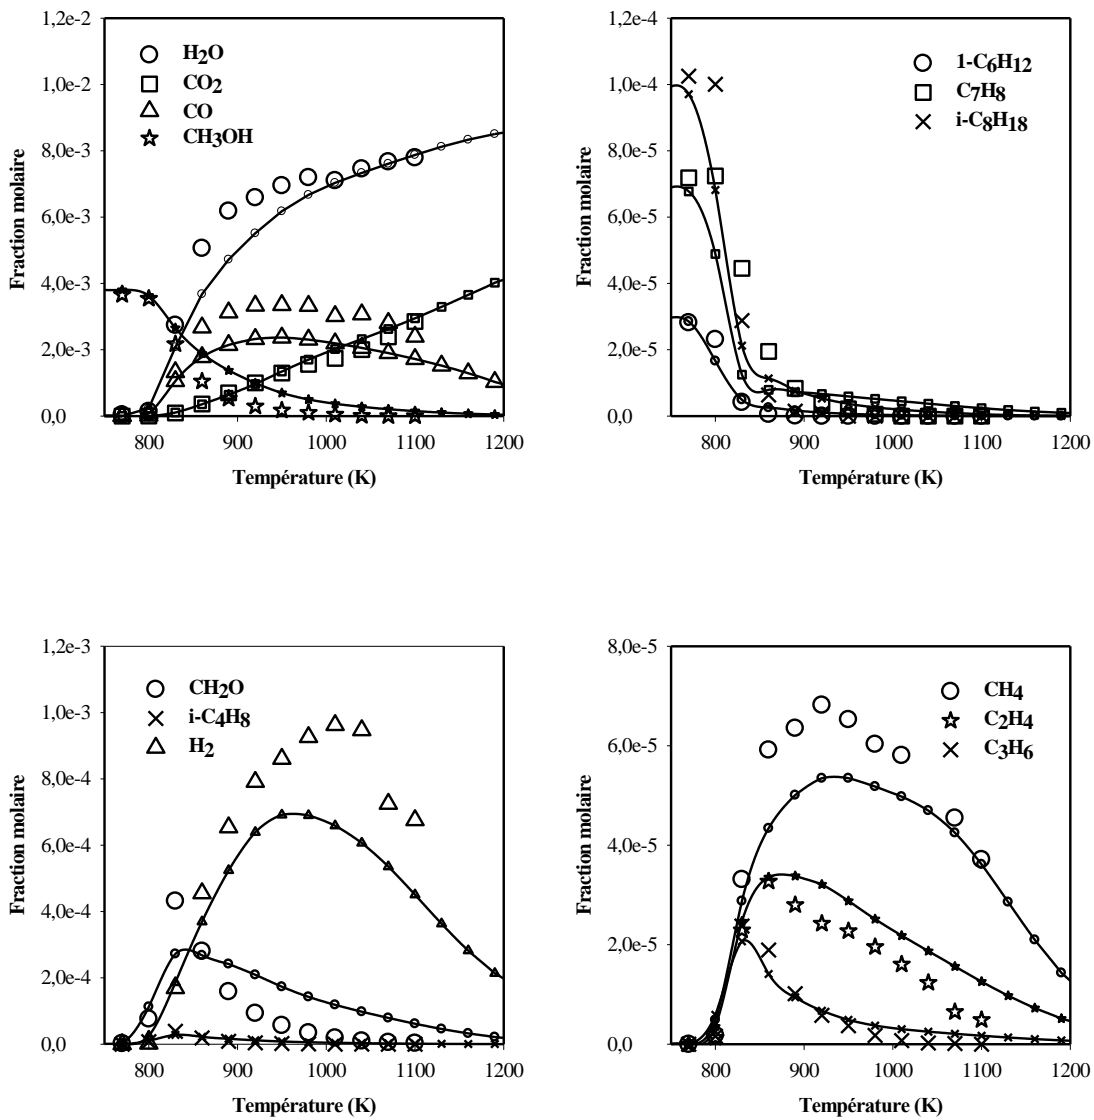 1,2e-2
1,0e-2
8,0e-3
6,0e-3
4,0e-3
2,0e-3
0,0
Fraction molaire
H2O
CO2
CO
CH3OH
800 900 1000 1100 1200
Température (K)
1,2e-4
1,0e-4
8,0e-5
6,0e-5
4,0e-5
2,0e-5
0,0
Fraction molaire
1-C6H12
C7H8
i-C8H18
800 900 1000 1100 1200
Température (K)
1,2e-3
1,0e-3
8,0e-4
6,0e-4
4,0e-4
2,0e-4
0,0
Fraction molaire
CH2O
i-C4H8
H2
800 900 1000 1100 1200
Température (K)
8,0e-5
6,0e-5
4,0e-5
2,0e-5
0,0
Fraction molaire
CH4
C2H4
C3H6
800 900 1000 1100 1200
Température (K)